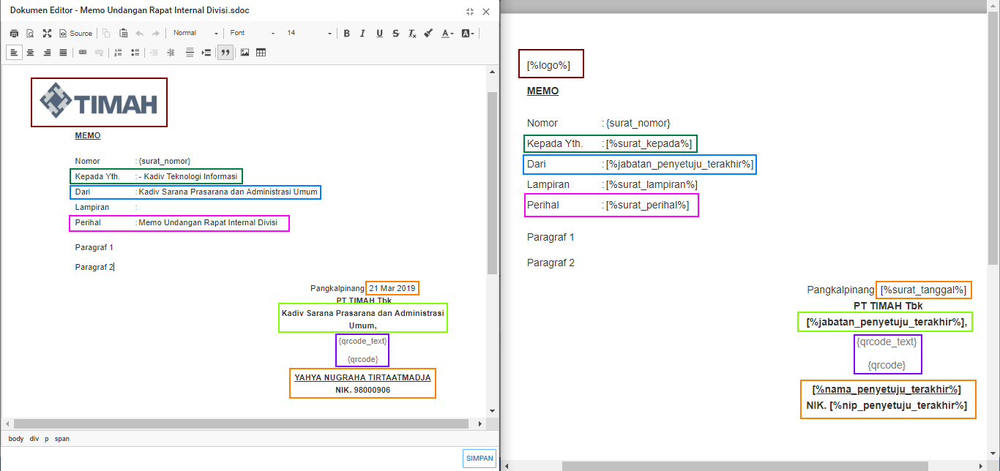 Dokumen Editor - Memo Undangan Rapat Internal Divisi.sdoc
Source
Normal
Font
14
B I U S Tx A A
TIMAH
MEMO
Nomor : {surat_nomor}
Kepada Yth. : - Kadiv Teknologi Informasi
Dari : Kadiv Sarana Prasarana dan Administrasi Umum
Lampiran :
Perihal : Memo Undangan Rapat Internal Divisi
Paragraf 1
Paragraf 2
Pangkalpinang 21 Mar 2019
PT TIMAH Tbk
Kadiv Sarana Prasarana dan Administrasi
Umum,
{qrcode_text}
{qrcode}
YAHYA NUGRAHA TIRTAATMADJA
NIK. 98000906
body div p span
SIMPAN
[%logo%]
MEMO
Nomor : {surat_nomor}
Kepada Yth. : [%surat_kepada%]
Dari : [%jabatan_penyetuju_terakhir%]
Lampiran : [%surat_lampiran%]
Perihal : [%surat_perihal%]
Paragraf 1
Paragraf 2
Pangkalpinang [%surat_tanggal%]
PT TIMAH Tbk
[%jabatan_penyetuju_terakhir%],
{qrcode_text}
{qrcode}
[%nama_penyetuju_terakhir%]
NIK. [%nip_penyetuju_terakhir%]